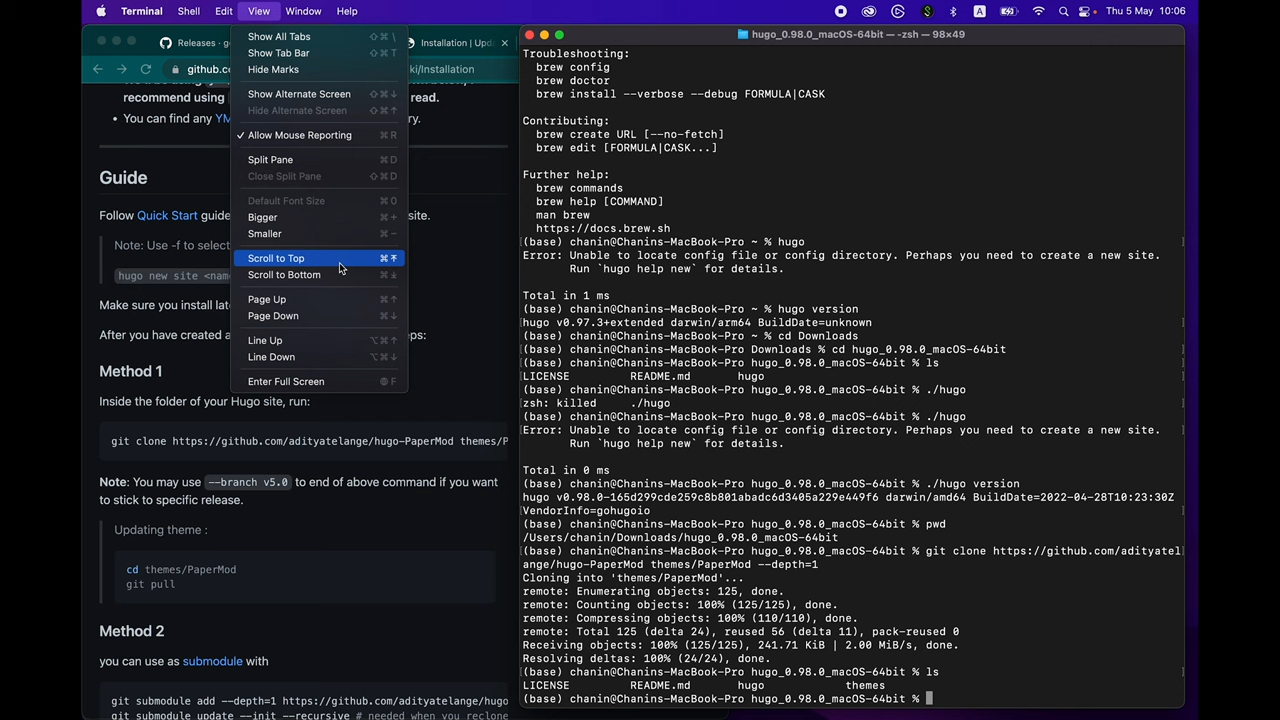 Terminal Shell Edit View Window Help
Thu 5 May 10:06
Releases · g
Installation | Upda
github.co
ki/Installation
recommend using
read.
You can find any YM
ry.
Guide
Follow Quick Start guide
site.
Note: Use -f to select
hugo new site <name
Make sure you install late
After you have created a
eps:
Method 1
Inside the folder of your Hugo site, run:
git clone https://github.com/adityatelange/hugo-PaperMod themes/P
Note: You may use --branch v5.0 to end of above command if you want
to stick to specific release.
Updating theme :
cd themes/PaperMod
git pull
Method 2
you can use as submodule with
git submodule add --depth=1 https://github.com/adityatelange/hugo
git submodule update --init --recursive # needed when you reclone
Show All Tabs ⇧⌘\
Show Tab Bar ⇧⌘T
Hide Marks
Show Alternate Screen ⇧⌘↓
Hide Alternate Screen ⇧⌘↑
✓ Allow Mouse Reporting ⌘R
Split Pane ⌘D
Close Split Pane ⇧⌘D
Default Font Size ⌘0
Bigger ⌘+
Smaller ⌘−
Scroll to Top ⌘⤒
Scroll to Bottom ⌘⤓
Page Up ⌘↑
Page Down ⌘↓
Line Up ⌥⌘↑
Line Down ⌥⌘↓
Enter Full Screen F
hugo_0.98.0_macOS-64bit — -zsh — 98×49
Troubleshooting:
brew config
brew doctor
brew install --verbose --debug FORMULA|CASK
Contributing:
brew create URL [--no-fetch]
brew edit [FORMULA|CASK...]
Further help:
brew commands
brew help [COMMAND]
man brew
https://docs.brew.sh
(base) chanin@Chanins-MacBook-Pro ~ % hugo
Error: Unable to locate config file or config directory. Perhaps you need to create a new site.
Run `hugo help new` for details.
Total in 1 ms
(base) chanin@Chanins-MacBook-Pro ~ % hugo version
hugo v0.97.3+extended darwin/arm64 BuildDate=unknown
(base) chanin@Chanins-MacBook-Pro ~ % cd Downloads
(base) chanin@Chanins-MacBook-Pro Downloads % cd hugo_0.98.0_macOS-64bit
(base) chanin@Chanins-MacBook-Pro hugo_0.98.0_macOS-64bit % ls
LICENSE README.md hugo
(base) chanin@Chanins-MacBook-Pro hugo_0.98.0_macOS-64bit % ./hugo
zsh: killed ./hugo
(base) chanin@Chanins-MacBook-Pro hugo_0.98.0_macOS-64bit % ./hugo
Error: Unable to locate config file or config directory. Perhaps you need to create a new site.
Run `hugo help new` for details.
Total in 0 ms
(base) chanin@Chanins-MacBook-Pro hugo_0.98.0_macOS-64bit % ./hugo version
hugo v0.98.0-165d299cde259c8b801abadc6d3405a229e449f6 darwin/amd64 BuildDate=2022-04-28T10:23:30Z
VendorInfo=gohugoio
(base) chanin@Chanins-MacBook-Pro hugo_0.98.0_macOS-64bit % pwd
/Users/chanin/Downloads/hugo_0.98.0_macOS-64bit
(base) chanin@Chanins-MacBook-Pro hugo_0.98.0_macOS-64bit % git clone https://github.com/adityatel
ange/hugo-PaperMod themes/PaperMod --depth=1
Cloning into 'themes/PaperMod'...
remote: Enumerating objects: 125, done.
remote: Counting objects: 100% (125/125), done.
remote: Compressing objects: 100% (110/110), done.
remote: Total 125 (delta 24), reused 56 (delta 11), pack-reused 0
Receiving objects: 100% (125/125), 241.71 KiB | 2.00 MiB/s, done.
Resolving deltas: 100% (24/24), done.
(base) chanin@Chanins-MacBook-Pro hugo_0.98.0_macOS-64bit % ls
LICENSE README.md hugo themes
(base) chanin@Chanins-MacBook-Pro hugo_0.98.0_macOS-64bit %